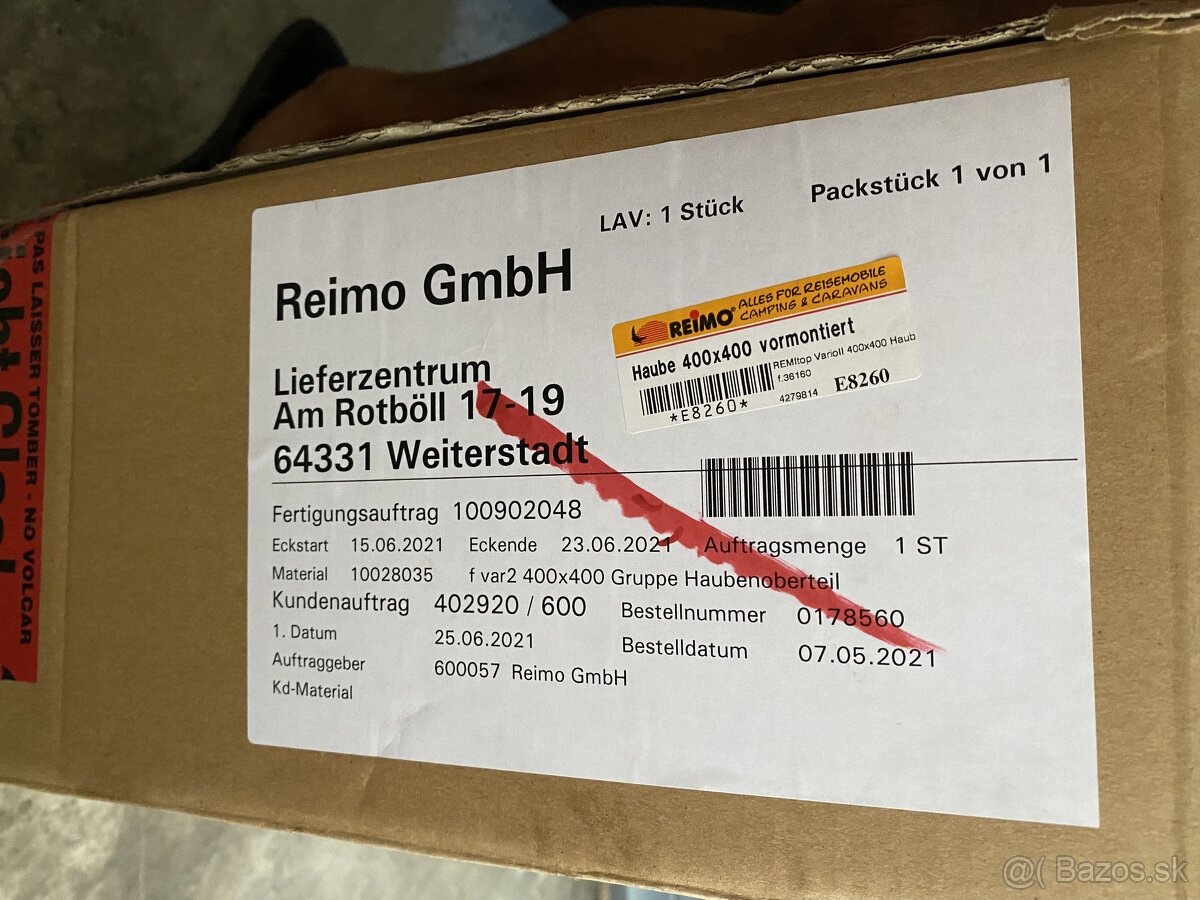 LAV: 1 Stück
Packstück 1 von 1
Reimo GmbH
REIMO® ALLES FÜR REISEMOBILE
CAMPING & CARAVANS
Haube 400x400 vormontiert
REMItop VarioII 400x400 Haub
f.36160
*E8260*
4279814
E8260
Lieferzentrum
Am Rotböll 17-19
64331 Weiterstadt
Fertigungsauftrag 100902048
Eckstart 15.06.2021 Eckende 23.06.2021 Auftragsmenge 1 ST
Material 10028035 f var2 400x400 Gruppe Haubenoberteil
Kundenauftrag 402920 / 600 Bestellnummer 0178560
1. Datum 25.06.2021 Bestelldatum 07.05.2021
Auftraggeber 600057 Reimo GmbH
Kd-Material
PAS LAISSER TOMBER - NO VOLCAR
Bazos.sk